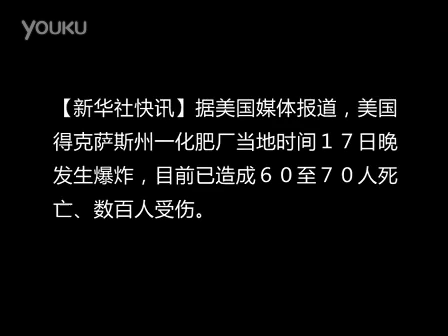 YOUKU
【新华社快讯】据美国媒体报道，美国
得克萨斯州一化肥厂当地时间１７日晚
发生爆炸，目前已造成６０至７０人死
亡、数百人受伤。